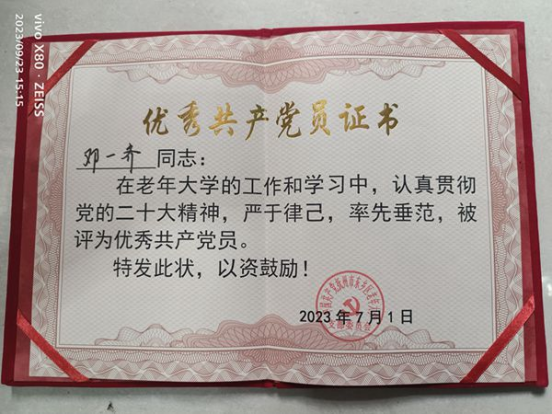 vivo X80 · ZEISS
2023/09/23 15:15
优秀共产党员证书
邓一奔 同志：
在老年大学的工作和学习中，认真贯彻
党的二十大精神，严于律己，率先垂范，被
评为优秀共产党员。
特发此状，以资鼓励！
2023年7月1日